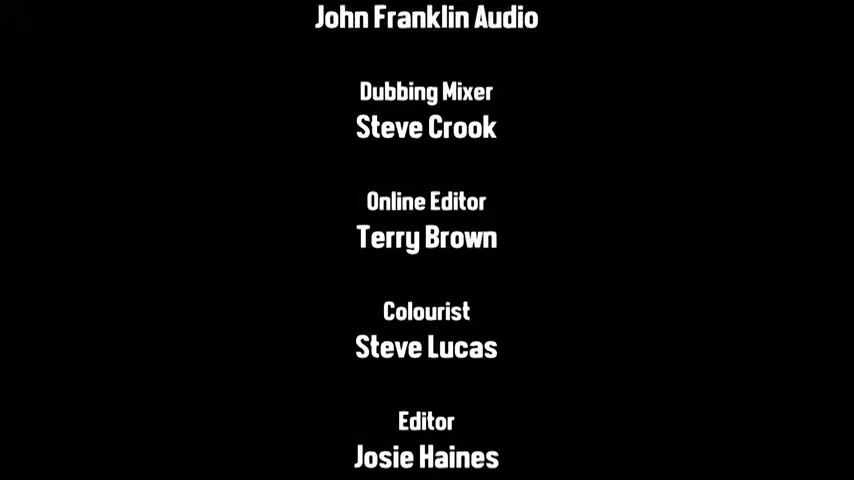 John Franklin Audio
Dubbing Mixer
Steve Crook
Online Editor
Terry Brown
Colourist
Steve Lucas
Editor
Josie Haines